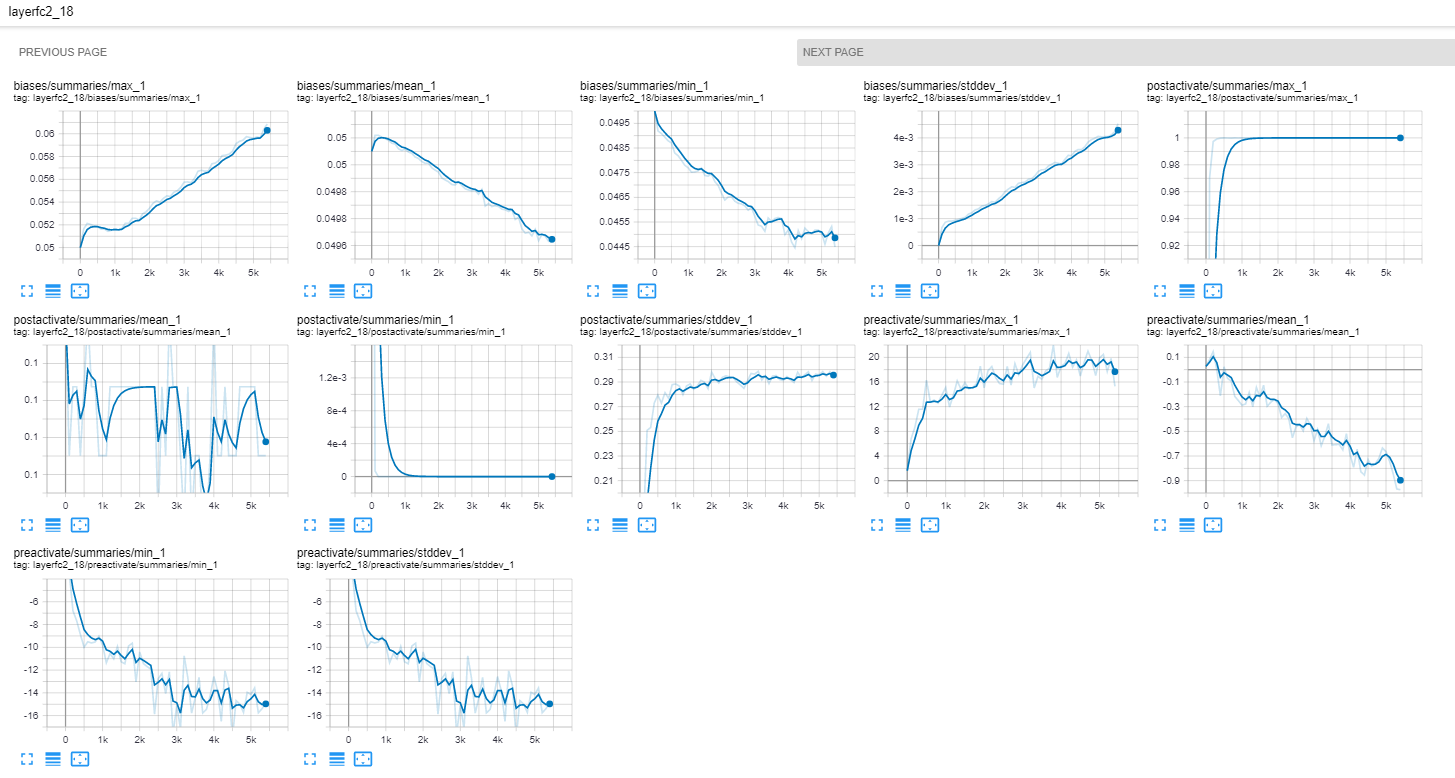 layerfc2_18
PREVIOUS PAGE
NEXT PAGE
biases/summaries/max_1
tag: layerfc2_18/biases/summaries/max_1
0.06
0.058
0.056
0.054
0.052
0.05
0 1k 2k 3k 4k 5k
biases/summaries/mean_1
tag: layerfc2_18/biases/summaries/mean_1
0.05
0.05
0.0498
0.0498
0.0496
0 1k 2k 3k 4k 5k
biases/summaries/min_1
tag: layerfc2_18/biases/summaries/min_1
0.0495
0.0485
0.0475
0.0465
0.0455
0.0445
0 1k 2k 3k 4k 5k
biases/summaries/stddev_1
tag: layerfc2_18/biases/summaries/stddev_1
4e-3
3e-3
2e-3
1e-3
0
0 1k 2k 3k 4k 5k
postactivate/summaries/max_1
tag: layerfc2_18/postactivate/summaries/max_1
1
0.98
0.96
0.94
0.92
0 1k 2k 3k 4k 5k
postactivate/summaries/mean_1
tag: layerfc2_18/postactivate/summaries/mean_1
0.1
0.1
0.1
0.1
0 1k 2k 3k 4k 5k
postactivate/summaries/min_1
tag: layerfc2_18/postactivate/summaries/min_1
1.2e-3
8e-4
4e-4
0
0 1k 2k 3k 4k 5k
postactivate/summaries/stddev_1
tag: layerfc2_18/postactivate/summaries/stddev_1
0.31
0.29
0.27
0.25
0.23
0.21
0 1k 2k 3k 4k 5k
preactivate/summaries/max_1
tag: layerfc2_18/preactivate/summaries/max_1
20
16
12
8
4
0
0 1k 2k 3k 4k 5k
preactivate/summaries/mean_1
tag: layerfc2_18/preactivate/summaries/mean_1
0.1
-0.1
-0.3
-0.5
-0.7
-0.9
0 1k 2k 3k 4k 5k
preactivate/summaries/min_1
tag: layerfc2_18/preactivate/summaries/min_1
-6
-8
-10
-12
-14
-16
0 1k 2k 3k 4k 5k
preactivate/summaries/stddev_1
tag: layerfc2_18/preactivate/summaries/stddev_1
-6
-8
-10
-12
-14
-16
0 1k 2k 3k 4k 5k